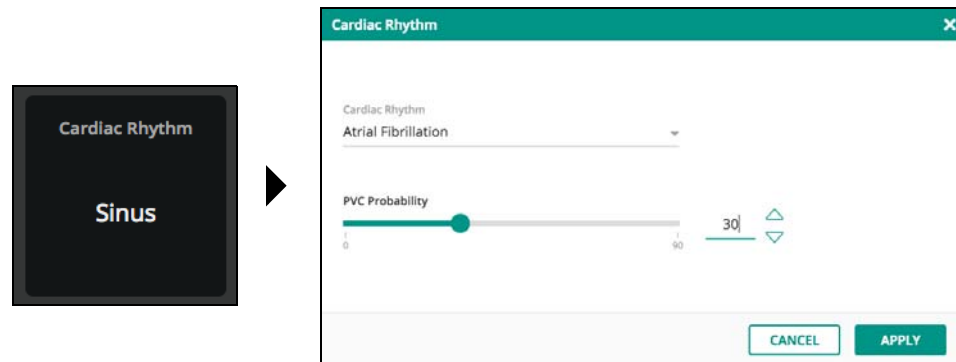 Cardiac Rhythm
Sinus
Cardiac Rhythm
Cardiac Rhythm
Atrial Fibrillation
PVC Probability
30
0
90
CANCEL
APPLY